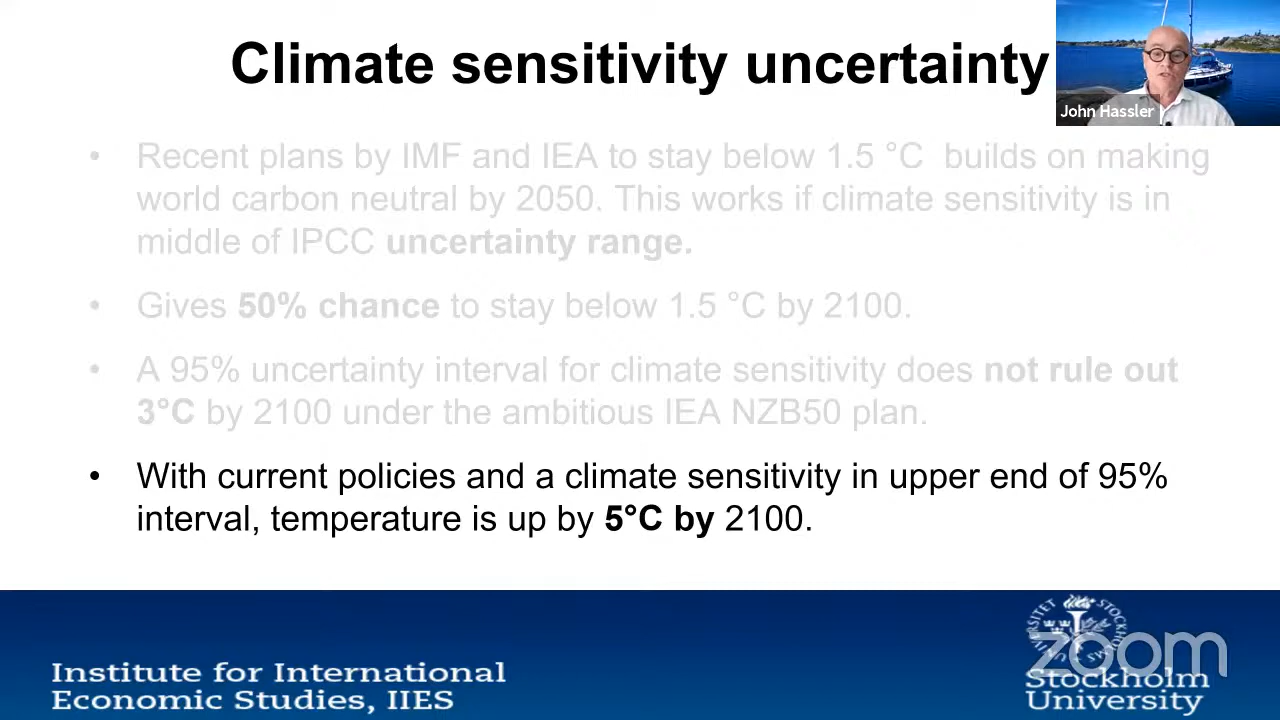 Climate sensitivity uncertainty
John Hassler
• Recent plans by IMF and IEA to stay below 1.5 °C  builds on making
world carbon neutral by 2050. This works if climate sensitivity is in
middle of IPCC uncertainty range.
• Gives 50% chance to stay below 1.5 °C by 2100.
• A 95% uncertainty interval for climate sensitivity does not rule out
3°C by 2100 under the ambitious IEA NZB50 plan.
• With current policies and a climate sensitivity in upper end of 95%
interval, temperature is up by 5°C by 2100.
Institute for International
Economic Studies, IIES
zoom
Stockholm
University